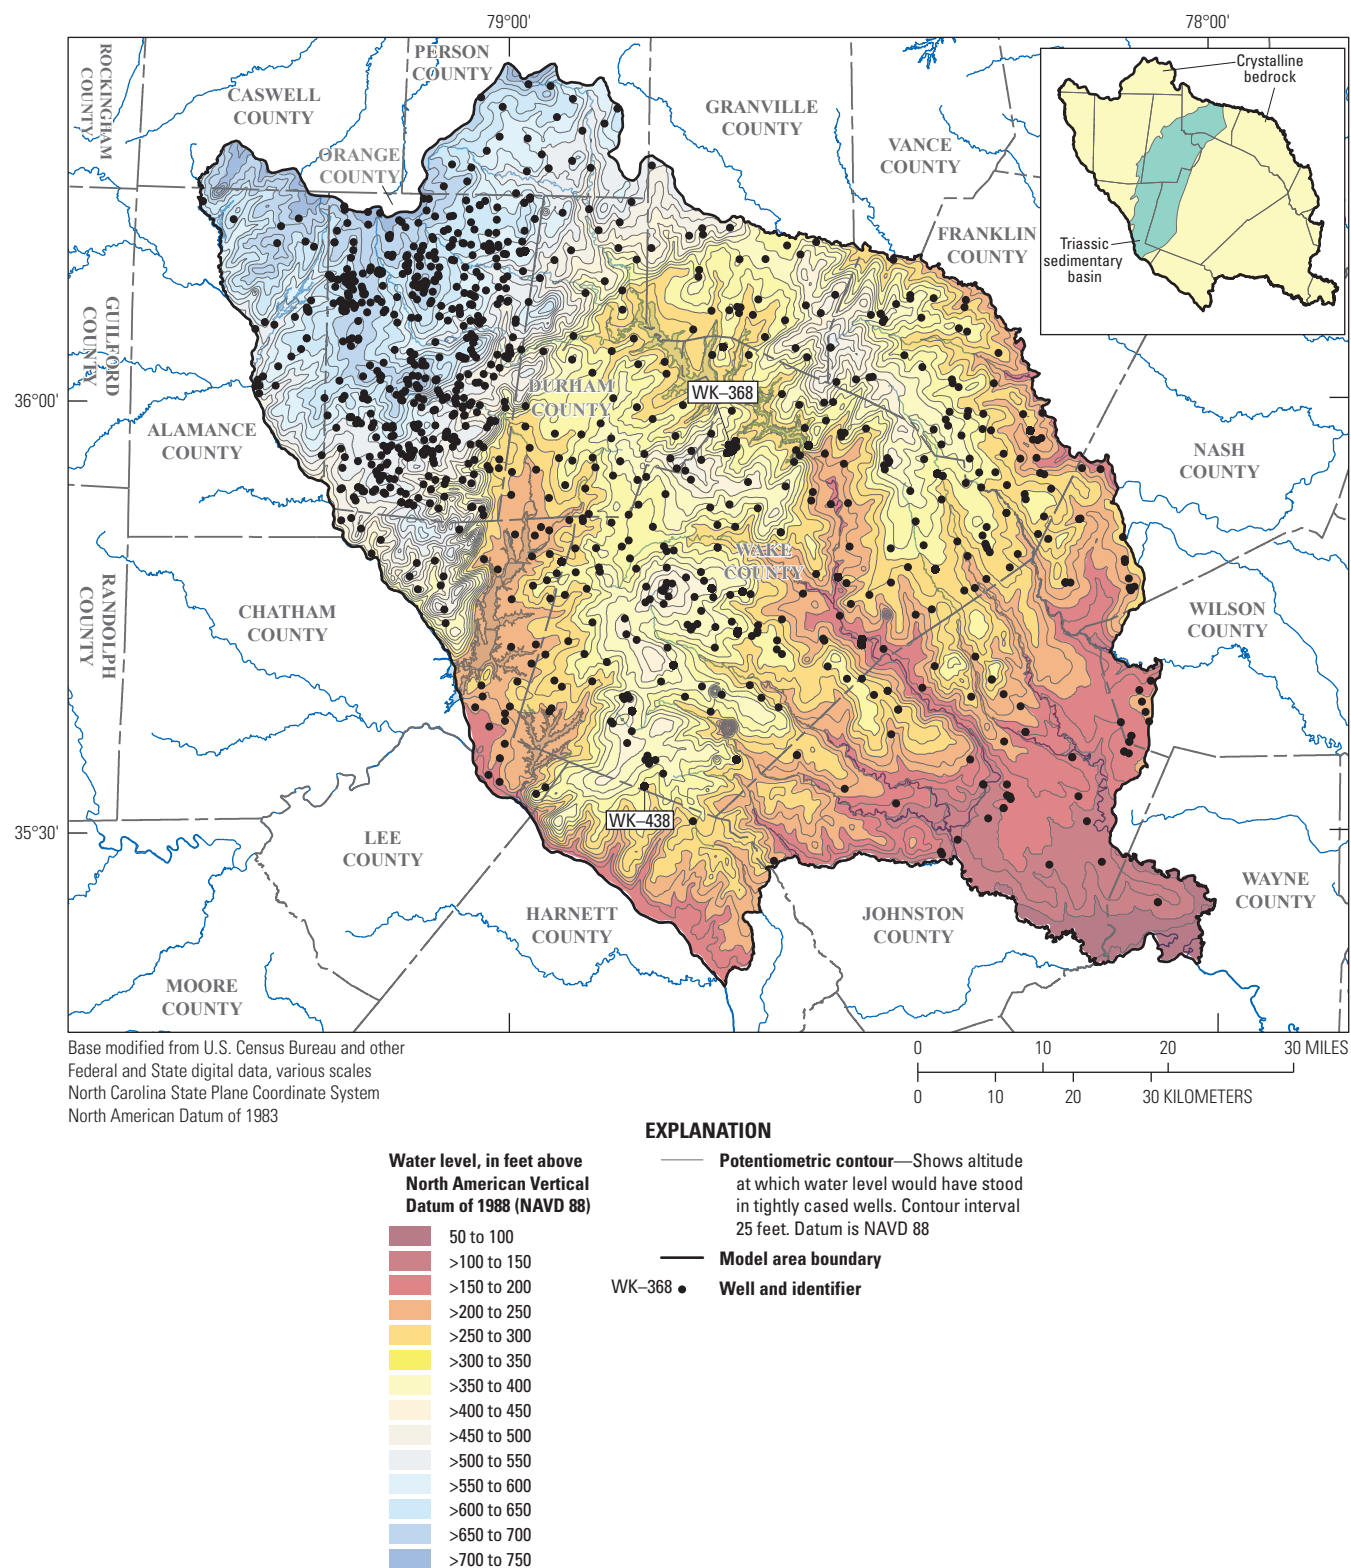 79°00'
78°00'
PERSON
COUNTY
ROCKINGHAM
COUNTY
CASWELL
COUNTY
GRANVILLE
COUNTY
VANCE
COUNTY
ORANGE
COUNTY
FRANKLIN
COUNTY
Crystalline
bedrock
Triassic
sedimentary
basin
GUILFORD
COUNTY
36°00'
DURHAM
COUNTY
WK–368
ALAMANCE
COUNTY
NASH
COUNTY
WAKE
COUNTY
RANDOLPH
COUNTY
CHATHAM
COUNTY
WILSON
COUNTY
35°30'
WK–438
LEE
COUNTY
HARNETT
COUNTY
JOHNSTON
COUNTY
WAYNE
COUNTY
MOORE
COUNTY
Base modified from U.S. Census Bureau and other
Federal and State digital data, various scales
North Carolina State Plane Coordinate System
North American Datum of 1983
0 10 20 30 MILES
0 10 20 30 KILOMETERS
EXPLANATION
Water level, in feet above
North American Vertical
Datum of 1988 (NAVD 88)
50 to 100
>100 to 150
>150 to 200
>200 to 250
>250 to 300
>300 to 350
>350 to 400
>400 to 450
>450 to 500
>500 to 550
>550 to 600
>600 to 650
>650 to 700
>700 to 750
Potentiometric contour—Shows altitude
at which water level would have stood
in tightly cased wells. Contour interval
25 feet. Datum is NAVD 88
Model area boundary
WK–368 Well and identifier